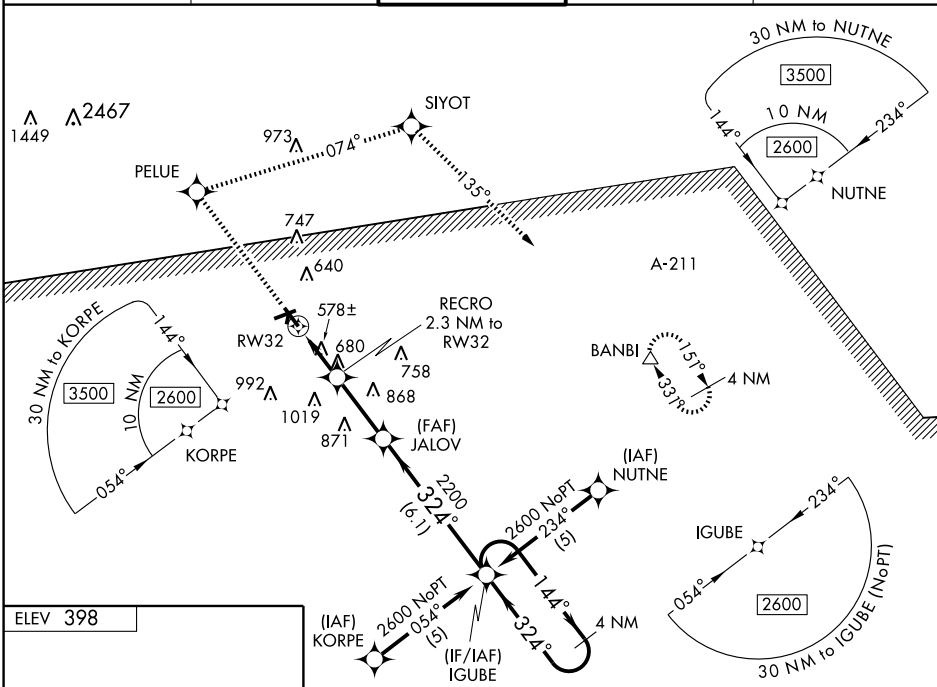 30 NM to NUTNE
3500
10 NM
2600
144°
234°
NUTNE
1449
2467
SIYOT
973
074°
135°
PELUE
747
640
A-211
RECRO
2.3 NM to
RW32
578±
RW32
680
758
BANBI
151°
331°
4 NM
30 NM to KORPE
144°
3500
10 NM
2600
KORPE
054°
992
1019
868
871
(FAF)
JALOV
2200
324°
(6.1)
(IAF)
NUTNE
2600 NoPT
234°
(5)
IGUBE
234°
054°
2600
30 NM to IGUBE (NoPT)
144°
324°
4 NM
ELEV 398
(IAF)
KORPE
2600 NoPT
054°
(5)
(IF/IAF)
IGUBE